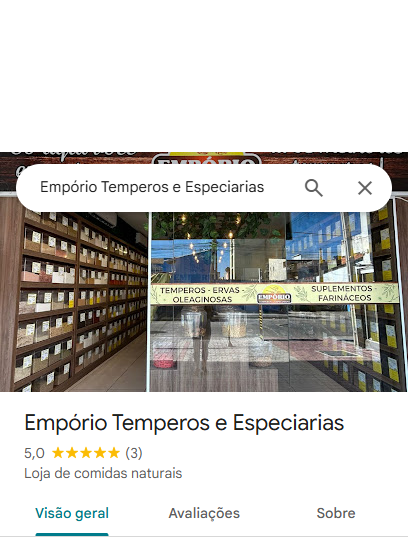 EMPÓRIO
Empório Temperos e Especiarias
TEMPEROS - ERVAS
OLEAGINOSAS
EMPÓRIO
SUPLEMENTOS -
FARINÁCEOS
Empório Temperos e Especiarias
5,0 ★★★★★ (3)
Loja de comidas naturais
Visão geral
Avaliações
Sobre